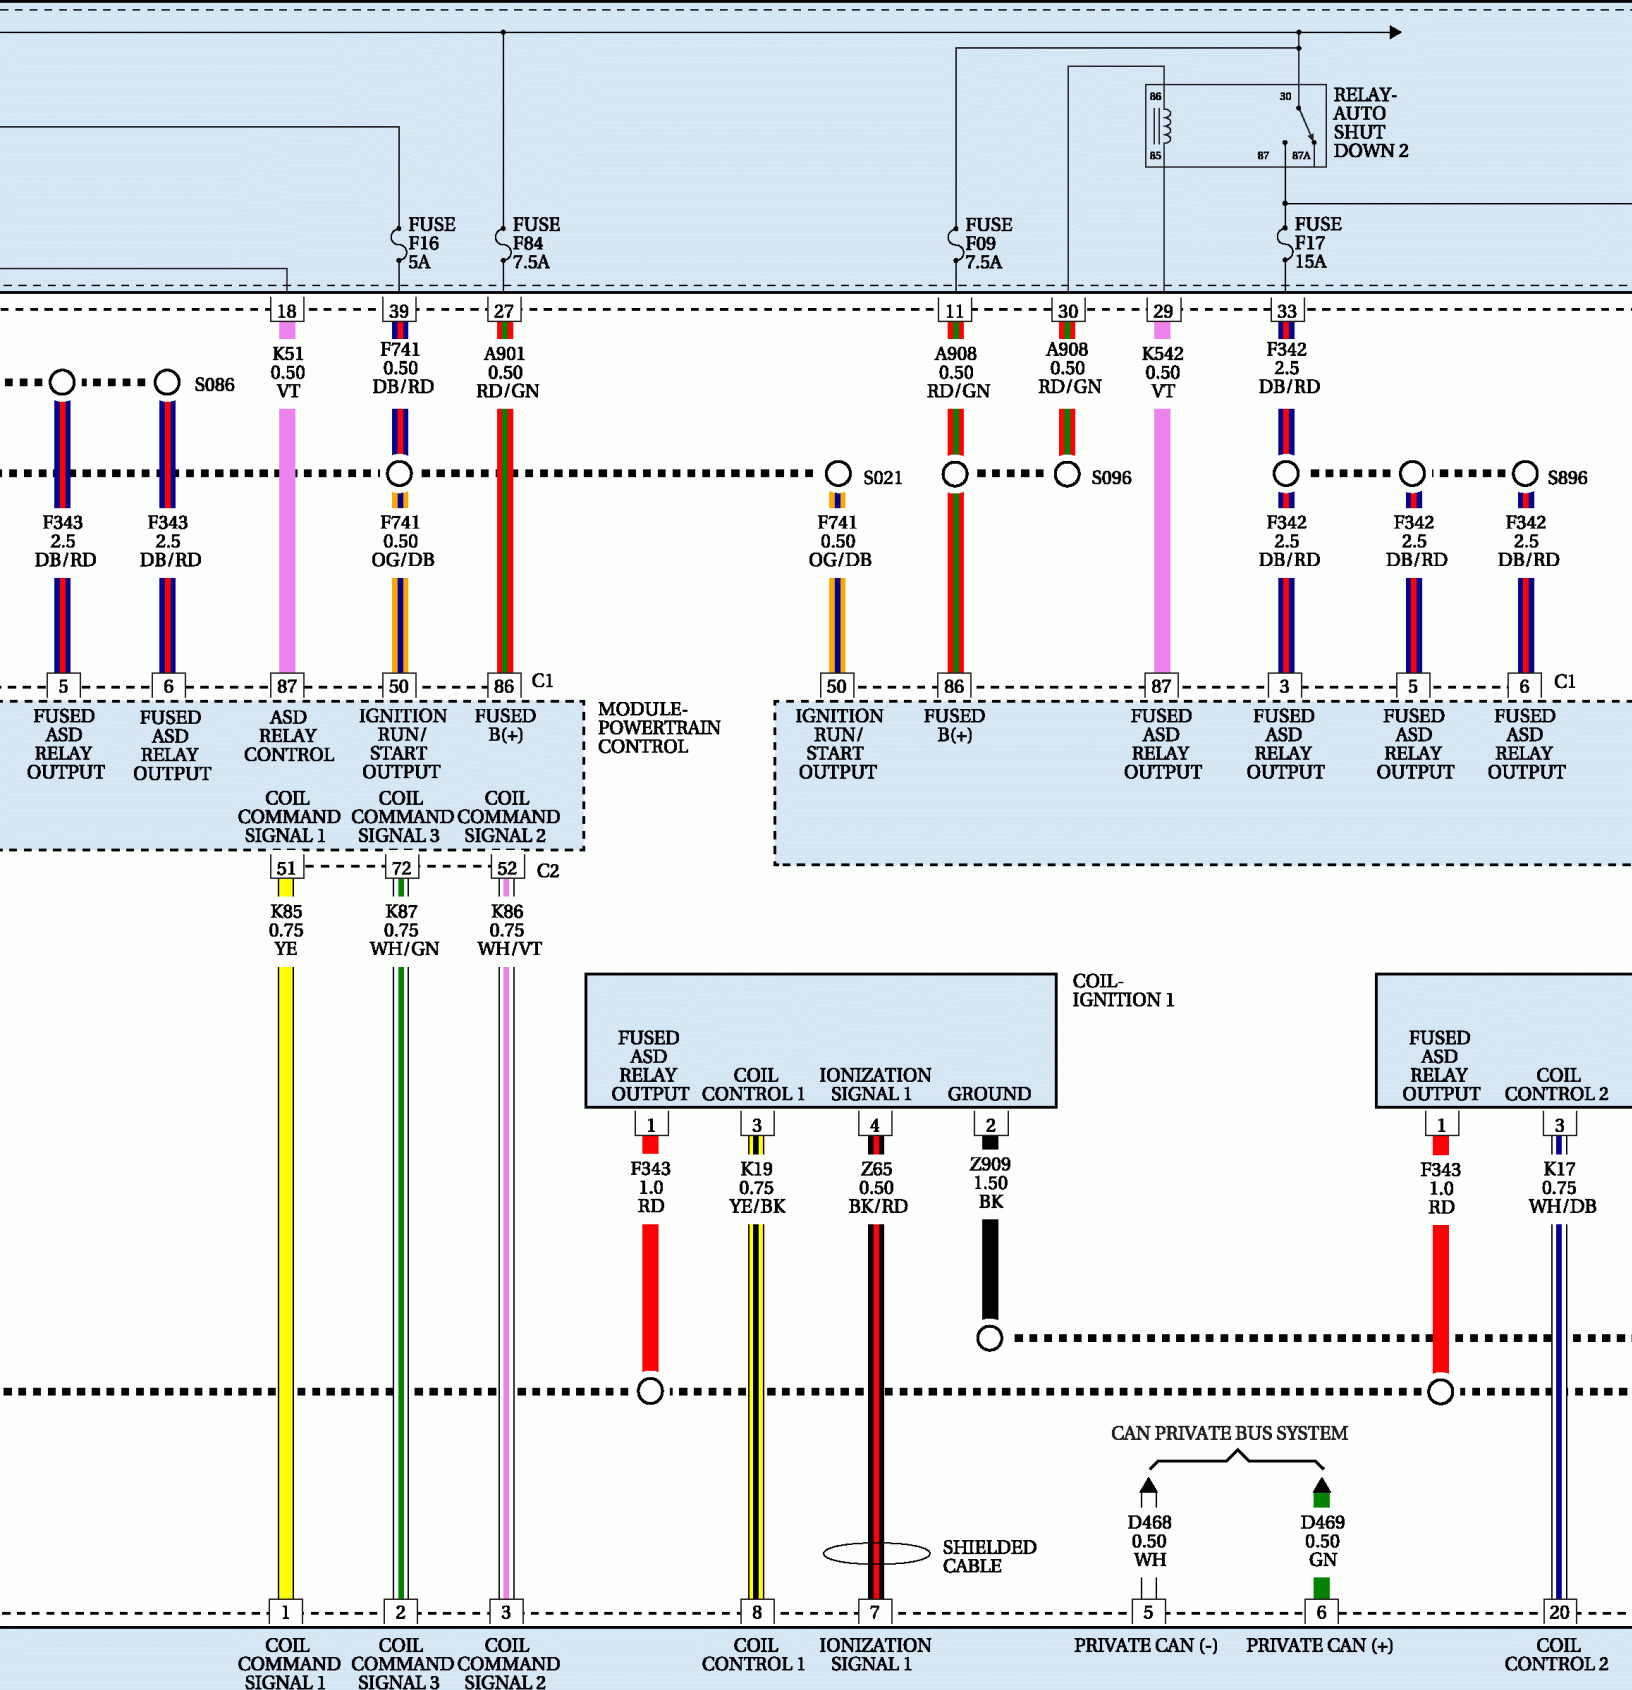 86
30
85
87
87A
RELAY-
AUTO
SHUT
DOWN 2
FUSE
F16
5A
FUSE
F84
7.5A
FUSE
F09
7.5A
FUSE
F17
15A
18
39
27
11
30
29
33
K51
0.50
VT
F741
0.50
DB/RD
A901
0.50
RD/GN
A908
0.50
RD/GN
A908
0.50
RD/GN
K542
0.50
VT
F342
2.5
DB/RD
S086
S021
S096
S896
F343
2.5
DB/RD
F343
2.5
DB/RD
F741
0.50
OG/DB
F741
0.50
OG/DB
F342
2.5
DB/RD
F342
2.5
DB/RD
F342
2.5
DB/RD
5
6
87
50
86
C1
50
86
87
3
5
6
C1
FUSED
ASD
RELAY
OUTPUT
FUSED
ASD
RELAY
OUTPUT
ASD
RELAY
CONTROL
IGNITION
RUN/
START
OUTPUT
FUSED
B(+)
MODULE-
POWERTRAIN
CONTROL
IGNITION
RUN/
START
OUTPUT
FUSED
B(+)
FUSED
ASD
RELAY
OUTPUT
FUSED
ASD
RELAY
OUTPUT
FUSED
ASD
RELAY
OUTPUT
FUSED
ASD
RELAY
OUTPUT
COIL
COMMAND
SIGNAL 1
COIL
COMMAND
SIGNAL 3
COIL
COMMAND
SIGNAL 2
51
72
52
C2
K85
0.75
YE
K87
0.75
WH/GN
K86
0.75
WH/VT
COIL-
IGNITION 1
FUSED
ASD
RELAY
OUTPUT
COIL
CONTROL 1
IONIZATION
SIGNAL 1
GROUND
FUSED
ASD
RELAY
OUTPUT
COIL
CONTROL 2
1
3
4
2
1
3
F343
1.0
RD
K19
0.75
YE/BK
Z65
0.50
BK/RD
Z909
1.50
BK
F343
1.0
RD
K17
0.75
WH/DB
CAN PRIVATE BUS SYSTEM
D468
0.50
WH
D469
0.50
GN
SHIELDED
CABLE
1
2
3
8
7
5
6
20
COIL
COMMAND
SIGNAL 1
COIL
COMMAND
SIGNAL 3
COIL
COMMAND
SIGNAL 2
COIL
CONTROL 1
IONIZATION
SIGNAL 1
PRIVATE CAN (-)
PRIVATE CAN (+)
COIL
CONTROL 2